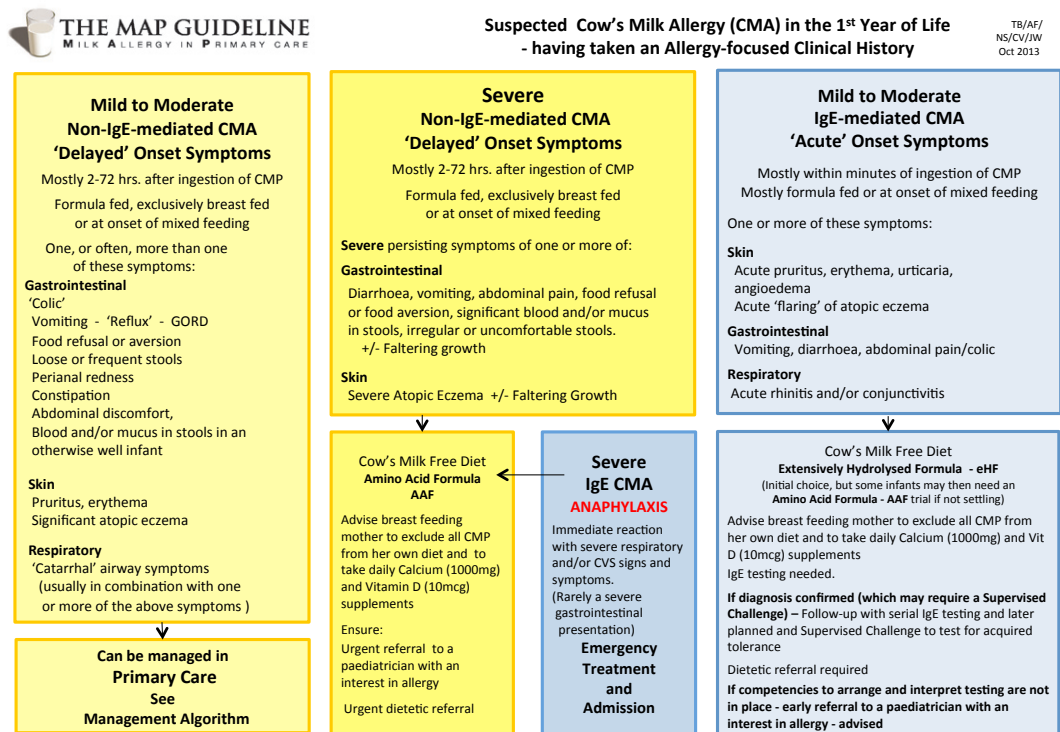 THE MAP GUIDELINE
MILK ALLERGY IN PRIMARY CARE
Suspected Cow's Milk Allergy (CMA) in the 1st Year of Life
- having taken an Allergy-focused Clinical History
TB/AF/
NS/CV/JW
Oct 2013
Mild to Moderate
Non-IgE-mediated CMA
'Delayed' Onset Symptoms
Mostly 2-72 hrs. after ingestion of CMP
Formula fed, exclusively breast fed
or at onset of mixed feeding
One, or often, more than one
of these symptoms:
Gastrointestinal
'Colic'
Vomiting - 'Reflux' - GORD
Food refusal or aversion
Loose or frequent stools
Perianal redness
Constipation
Abdominal discomfort,
Blood and/or mucus in stools in an
otherwise well infant
Skin
Pruritus, erythema
Significant atopic eczema
Respiratory
'Catarrhal' airway symptoms
(usually in combination with one
or more of the above symptoms )
Can be managed in
Primary Care
See
Management Algorithm
Severe
Non-IgE-mediated CMA
'Delayed' Onset Symptoms
Mostly 2-72 hrs. after ingestion of CMP
Formula fed, exclusively breast fed
or at onset of mixed feeding
Severe persisting symptoms of one or more of:
Gastrointestinal
Diarrhoea, vomiting, abdominal pain, food refusal
or food aversion, significant blood and/or mucus
in stools, irregular or uncomfortable stools.
+/- Faltering growth
Skin
Severe Atopic Eczema +/- Faltering Growth
Cow's Milk Free Diet
Amino Acid Formula
AAF
Advise breast feeding
mother to exclude all CMP
from her own diet and to
take daily Calcium (1000mg)
and Vitamin D (10mcg)
supplements
Ensure:
Urgent referral to a
paediatrician with an
interest in allergy
Urgent dietetic referral
Severe
IgE CMA
ANAPHYLAXIS
Immediate reaction
with severe respiratory
and/or CVS signs and
symptoms.
(Rarely a severe
gastrointestinal
presentation)
Emergency
Treatment
and
Admission
Mild to Moderate
IgE-mediated CMA
'Acute' Onset Symptoms
Mostly within minutes of ingestion of CMP
Mostly formula fed or at onset of mixed feeding
One or more of these symptoms:
Skin
Acute pruritus, erythema, urticaria,
angioedema
Acute 'flaring' of atopic eczema
Gastrointestinal
Vomiting, diarrhoea, abdominal pain/colic
Respiratory
Acute rhinitis and/or conjunctivitis
Cow's Milk Free Diet
Extensively Hydrolysed Formula - eHF
(Initial choice, but some infants may then need an
Amino Acid Formula - AAF trial if not settling)
Advise breast feeding mother to exclude all CMP from
her own diet and to take daily Calcium (1000mg) and Vit
D (10mcg) supplements
IgE testing needed.
If diagnosis confirmed (which may require a Supervised
Challenge) – Follow-up with serial IgE testing and later
planned and Supervised Challenge to test for acquired
tolerance
Dietetic referral required
If competencies to arrange and interpret testing are not
in place - early referral to a paediatrician with an
interest in allergy - advised